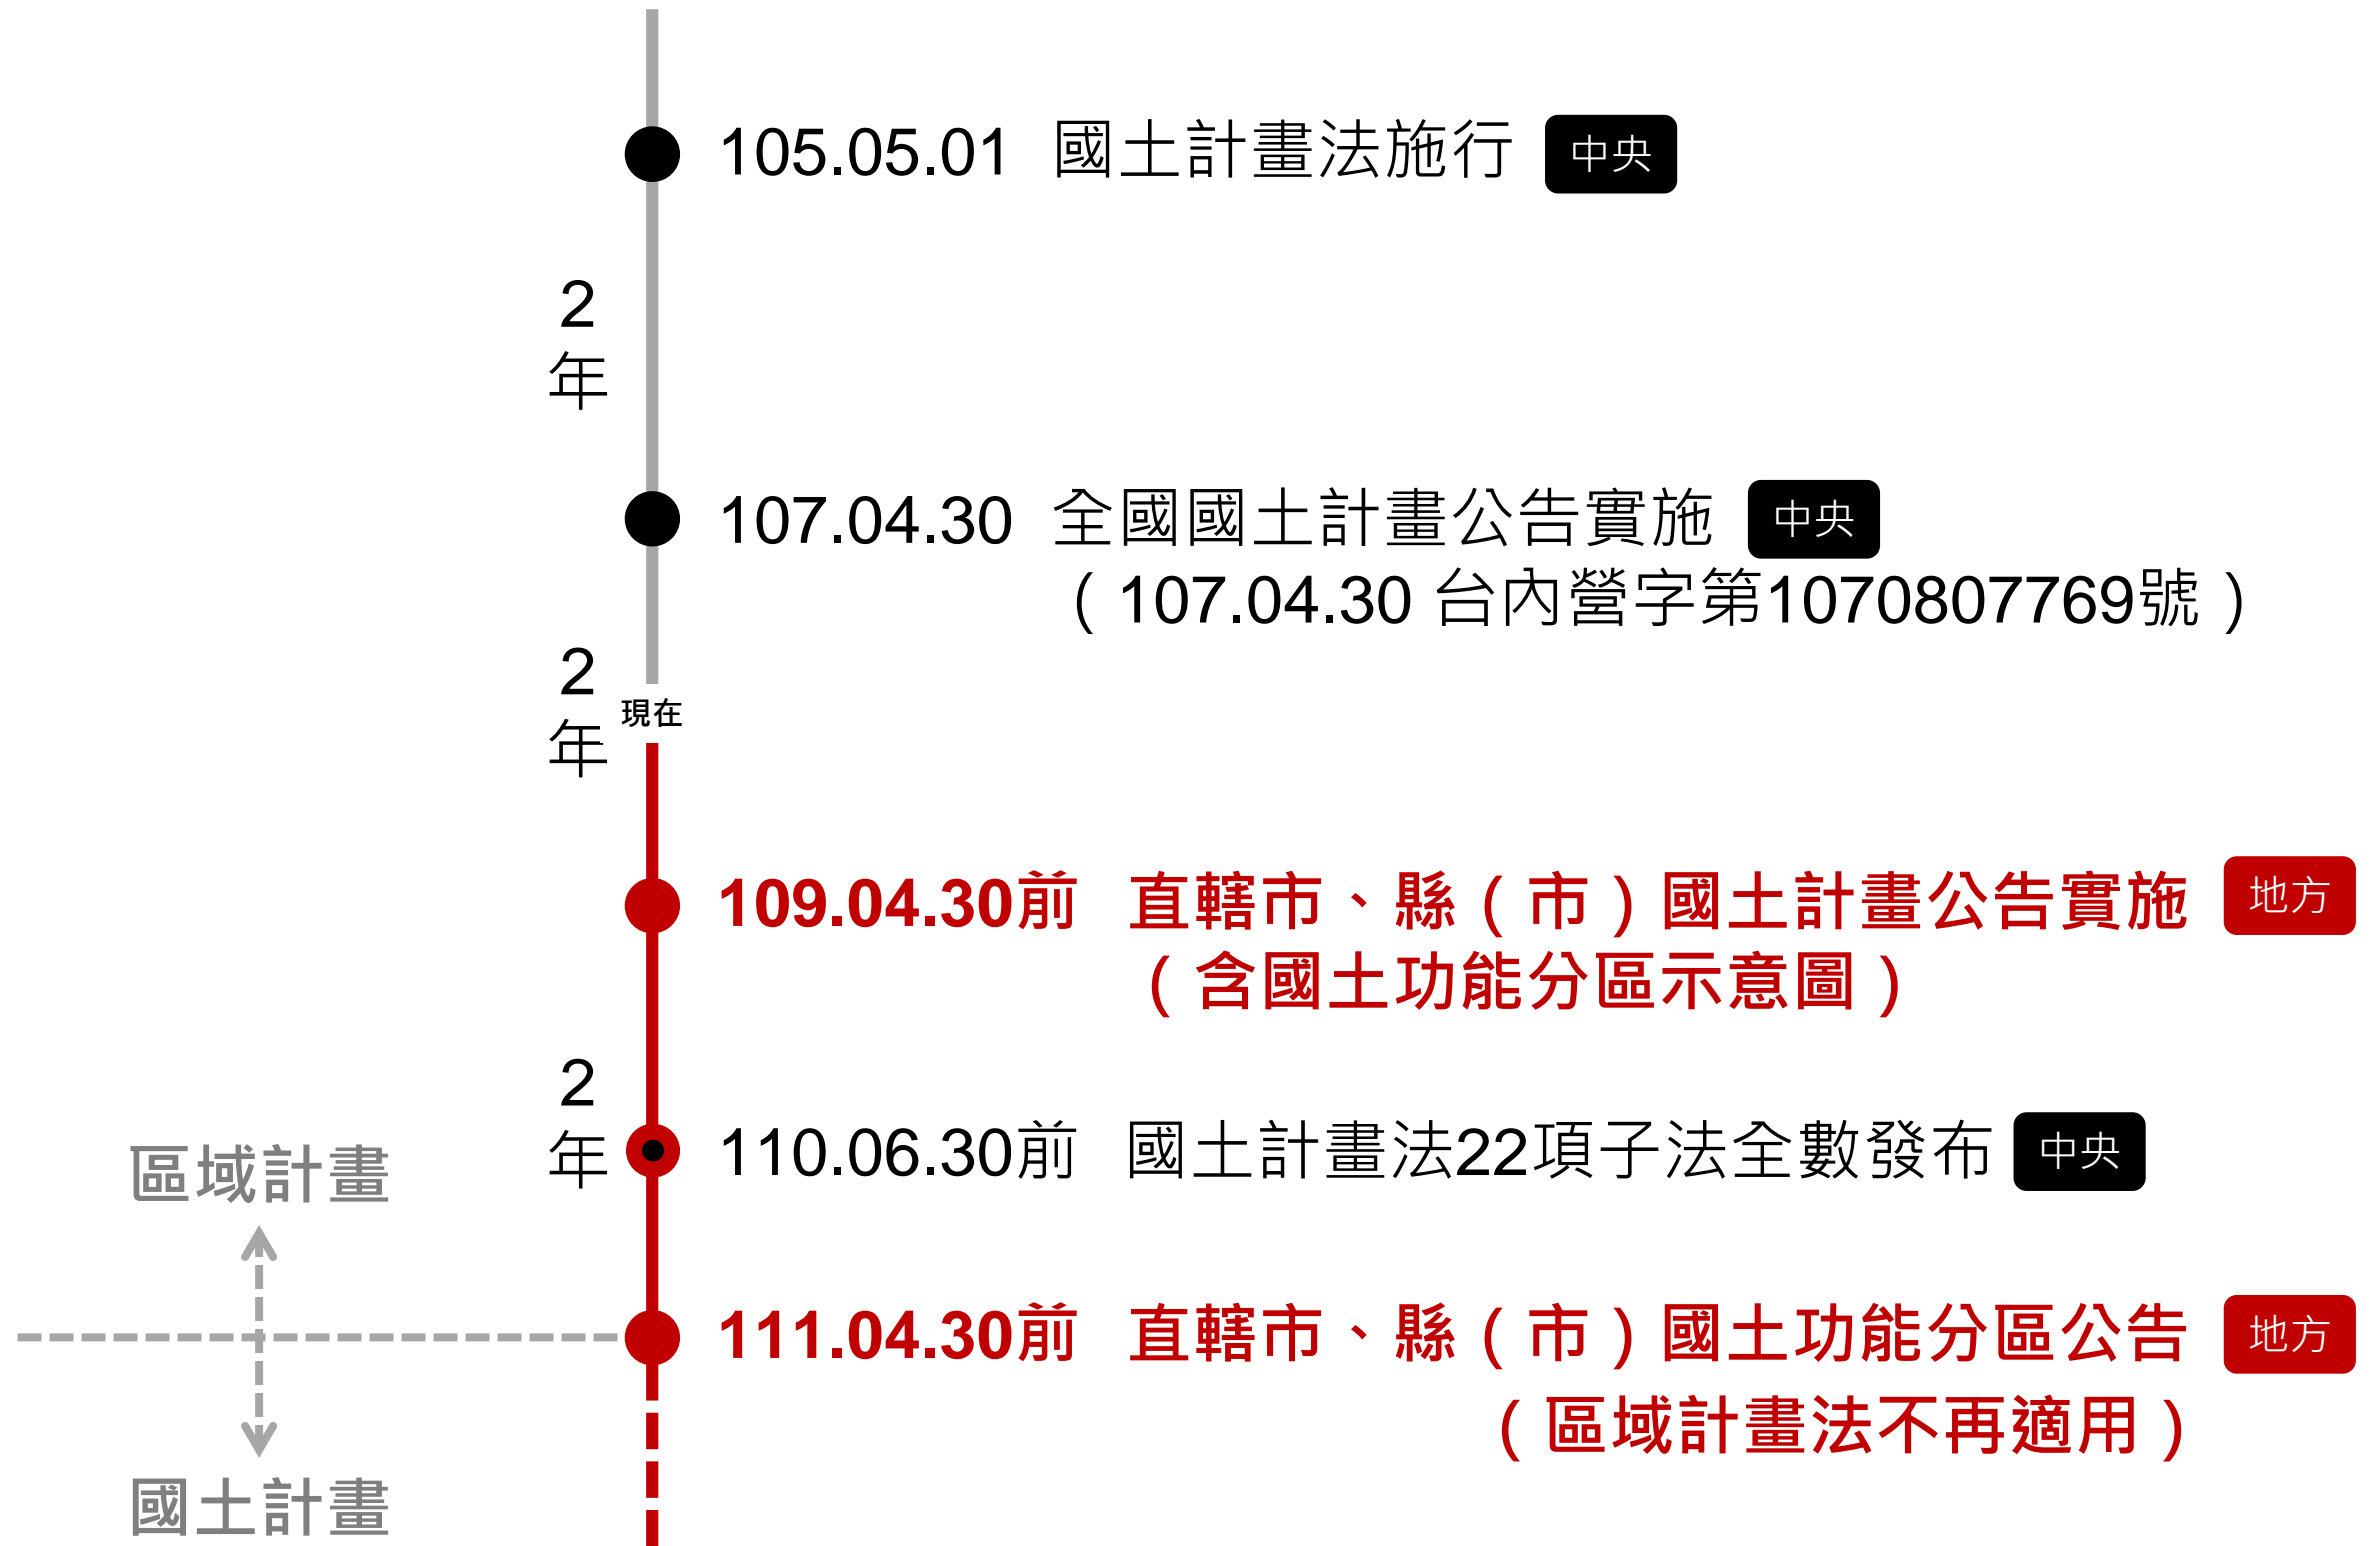 105.05.01 國土計畫法施行 中央
2
年
107.04.30 全國國土計畫公告實施 中央
（107.04.30 台內營字第1070807769號）
2
年
現在
109.04.30前 直轄市、縣（市）國土計畫公告實施 地方
（含國土功能分區示意圖）
2
年
110.06.30前 國土計畫法22項子法全數發布 中央
區域計畫
111.04.30前 直轄市、縣（市）國土功能分區公告 地方
（區域計畫法不再適用）
國土計畫